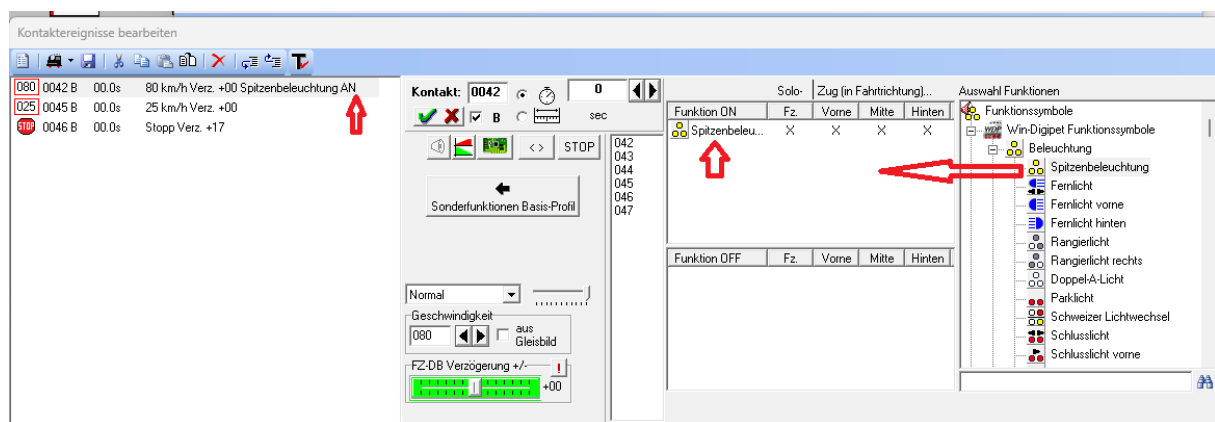 Kontaktereignisse bearbeiten
080 0042 B 00.0s 80 km/h Verz. +00 Spitzenbeleuchtung AN
025 0045 B 00.0s 25 km/h Verz. +00
STOP 0046 B 00.0s Stopp Verz. +17
Kontakt: 0042 0
B sec
< > STOP
Sonderfunktionen Basis-Profil
Normal
Geschwindigkeit
080 aus Gleisbild
FZ-DB Verzögerung +/- !
+00
042
043
044
045
046
047
Solo- Zug (in Fahrtrichtung)...
Funktion ON Fz. Vorne Mitte Hinten
Spitzenbeleu... X X X X
Funktion OFF Fz. Vorne Mitte Hinten
Auswahl Funktionen
Funktionssymbole
WDP Win-Digipet Funktionssymbole
Beleuchtung
Spitzenbeleuchtung
Fernlicht
Fernlicht vorne
Fernlicht hinten
Rangierlicht
Rangierlicht rechts
Doppel-A-Licht
Parklicht
Schweizer Lichtwechsel
Schlusslicht
Schlusslicht vorne